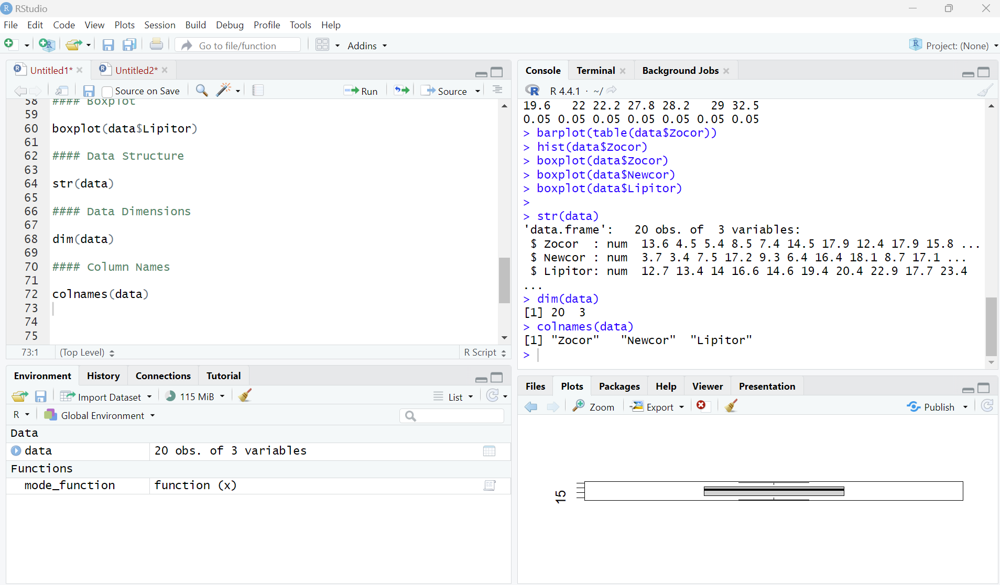 RStudio
File Edit Code View Plots Session Build Debug Profile Tools Help
Go to file/function Addins Project: (None)
Untitled1* Untitled2*
Source on Save Run Source
58 #### Boxplot
59
60 boxplot(data$Lipitor)
61
62 #### Data Structure
63
64 str(data)
65
66 #### Data Dimensions
67
68 dim(data)
69
70 #### Column Names
71
72 colnames(data)
73
74
75
73:1 (Top Level) R Script
Console Terminal Background Jobs
R 4.4.1 · ~/
19.6 22 22.2 27.8 28.2 29 32.5
0.05 0.05 0.05 0.05 0.05 0.05 0.05
> barplot(table(data$Zocor))
> hist(data$Zocor)
> boxplot(data$Zocor)
> boxplot(data$Newcor)
> boxplot(data$Lipitor)
>
> str(data)
'data.frame': 20 obs. of 3 variables:
$ Zocor : num 13.6 4.5 5.4 8.5 7.4 14.5 17.9 12.4 17.9 15.8 ...
$ Newcor : num 3.7 3.4 7.5 17.2 9.3 6.4 16.4 18.1 8.7 17.1 ...
$ Lipitor: num 12.7 13.4 14 16.6 14.6 19.4 20.4 22.9 17.7 23.4
...
> dim(data)
[1] 20 3
> colnames(data)
[1] "Zocor" "Newcor" "Lipitor"
>
Environment History Connections Tutorial
Import Dataset 115 MiB List
R Global Environment
Data
data 20 obs. of 3 variables
Functions
mode_function function (x)
Files Plots Packages Help Viewer Presentation
Zoom Export Publish
15